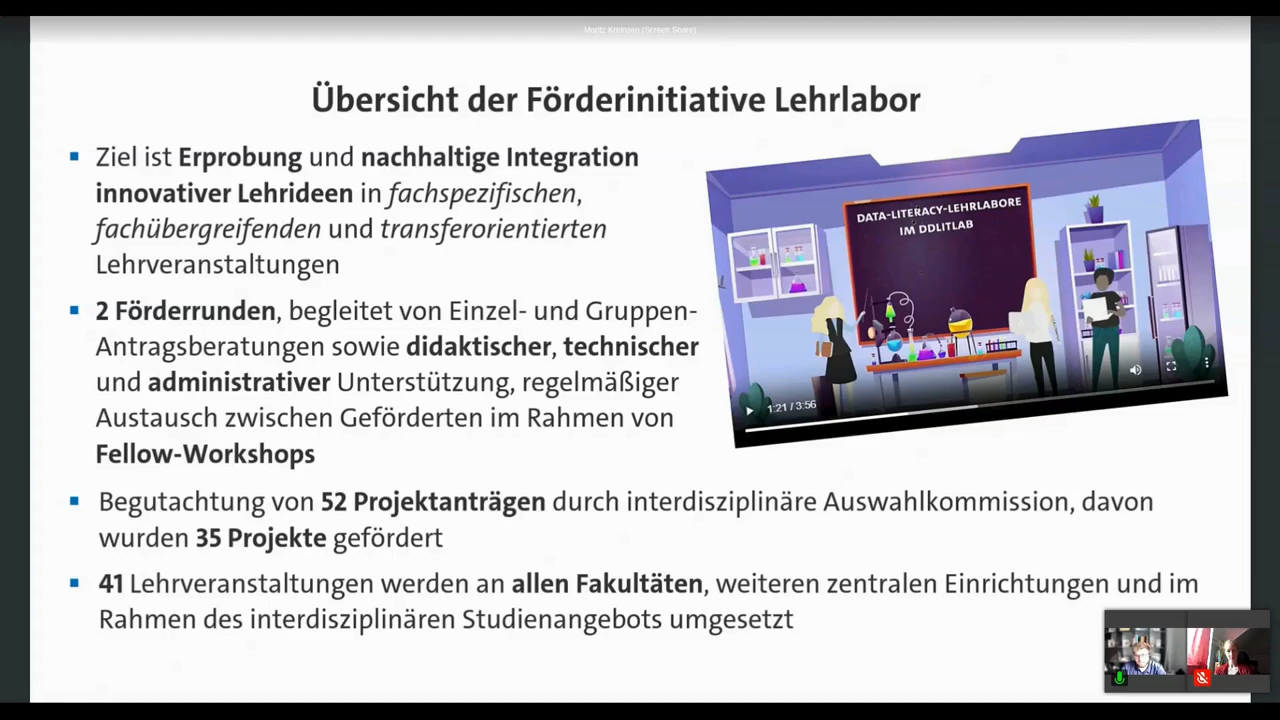 Moritz Kreinsen (Screen Share)
Übersicht der Förderinitiative Lehrlabor
Ziel ist Erprobung und nachhaltige Integration
innovativer Lehrideen in fachspezifischen,
fachübergreifenden und transferorientierten
Lehrveranstaltungen
2 Förderrunden, begleitet von Einzel- und Gruppen-
Antragsberatungen sowie didaktischer, technischer
und administrativer Unterstützung, regelmäßiger
Austausch zwischen Geförderten im Rahmen von
Fellow-Workshops
DATA-LITERACY-LEHRLABORE
IM DDLITLAB
1:21 / 3:56
Begutachtung von 52 Projektanträgen durch interdisziplinäre Auswahlkommission, davon
wurden 35 Projekte gefördert
41 Lehrveranstaltungen werden an allen Fakultäten, weiteren zentralen Einrichtungen und im
Rahmen des interdisziplinären Studienangebots umgesetzt